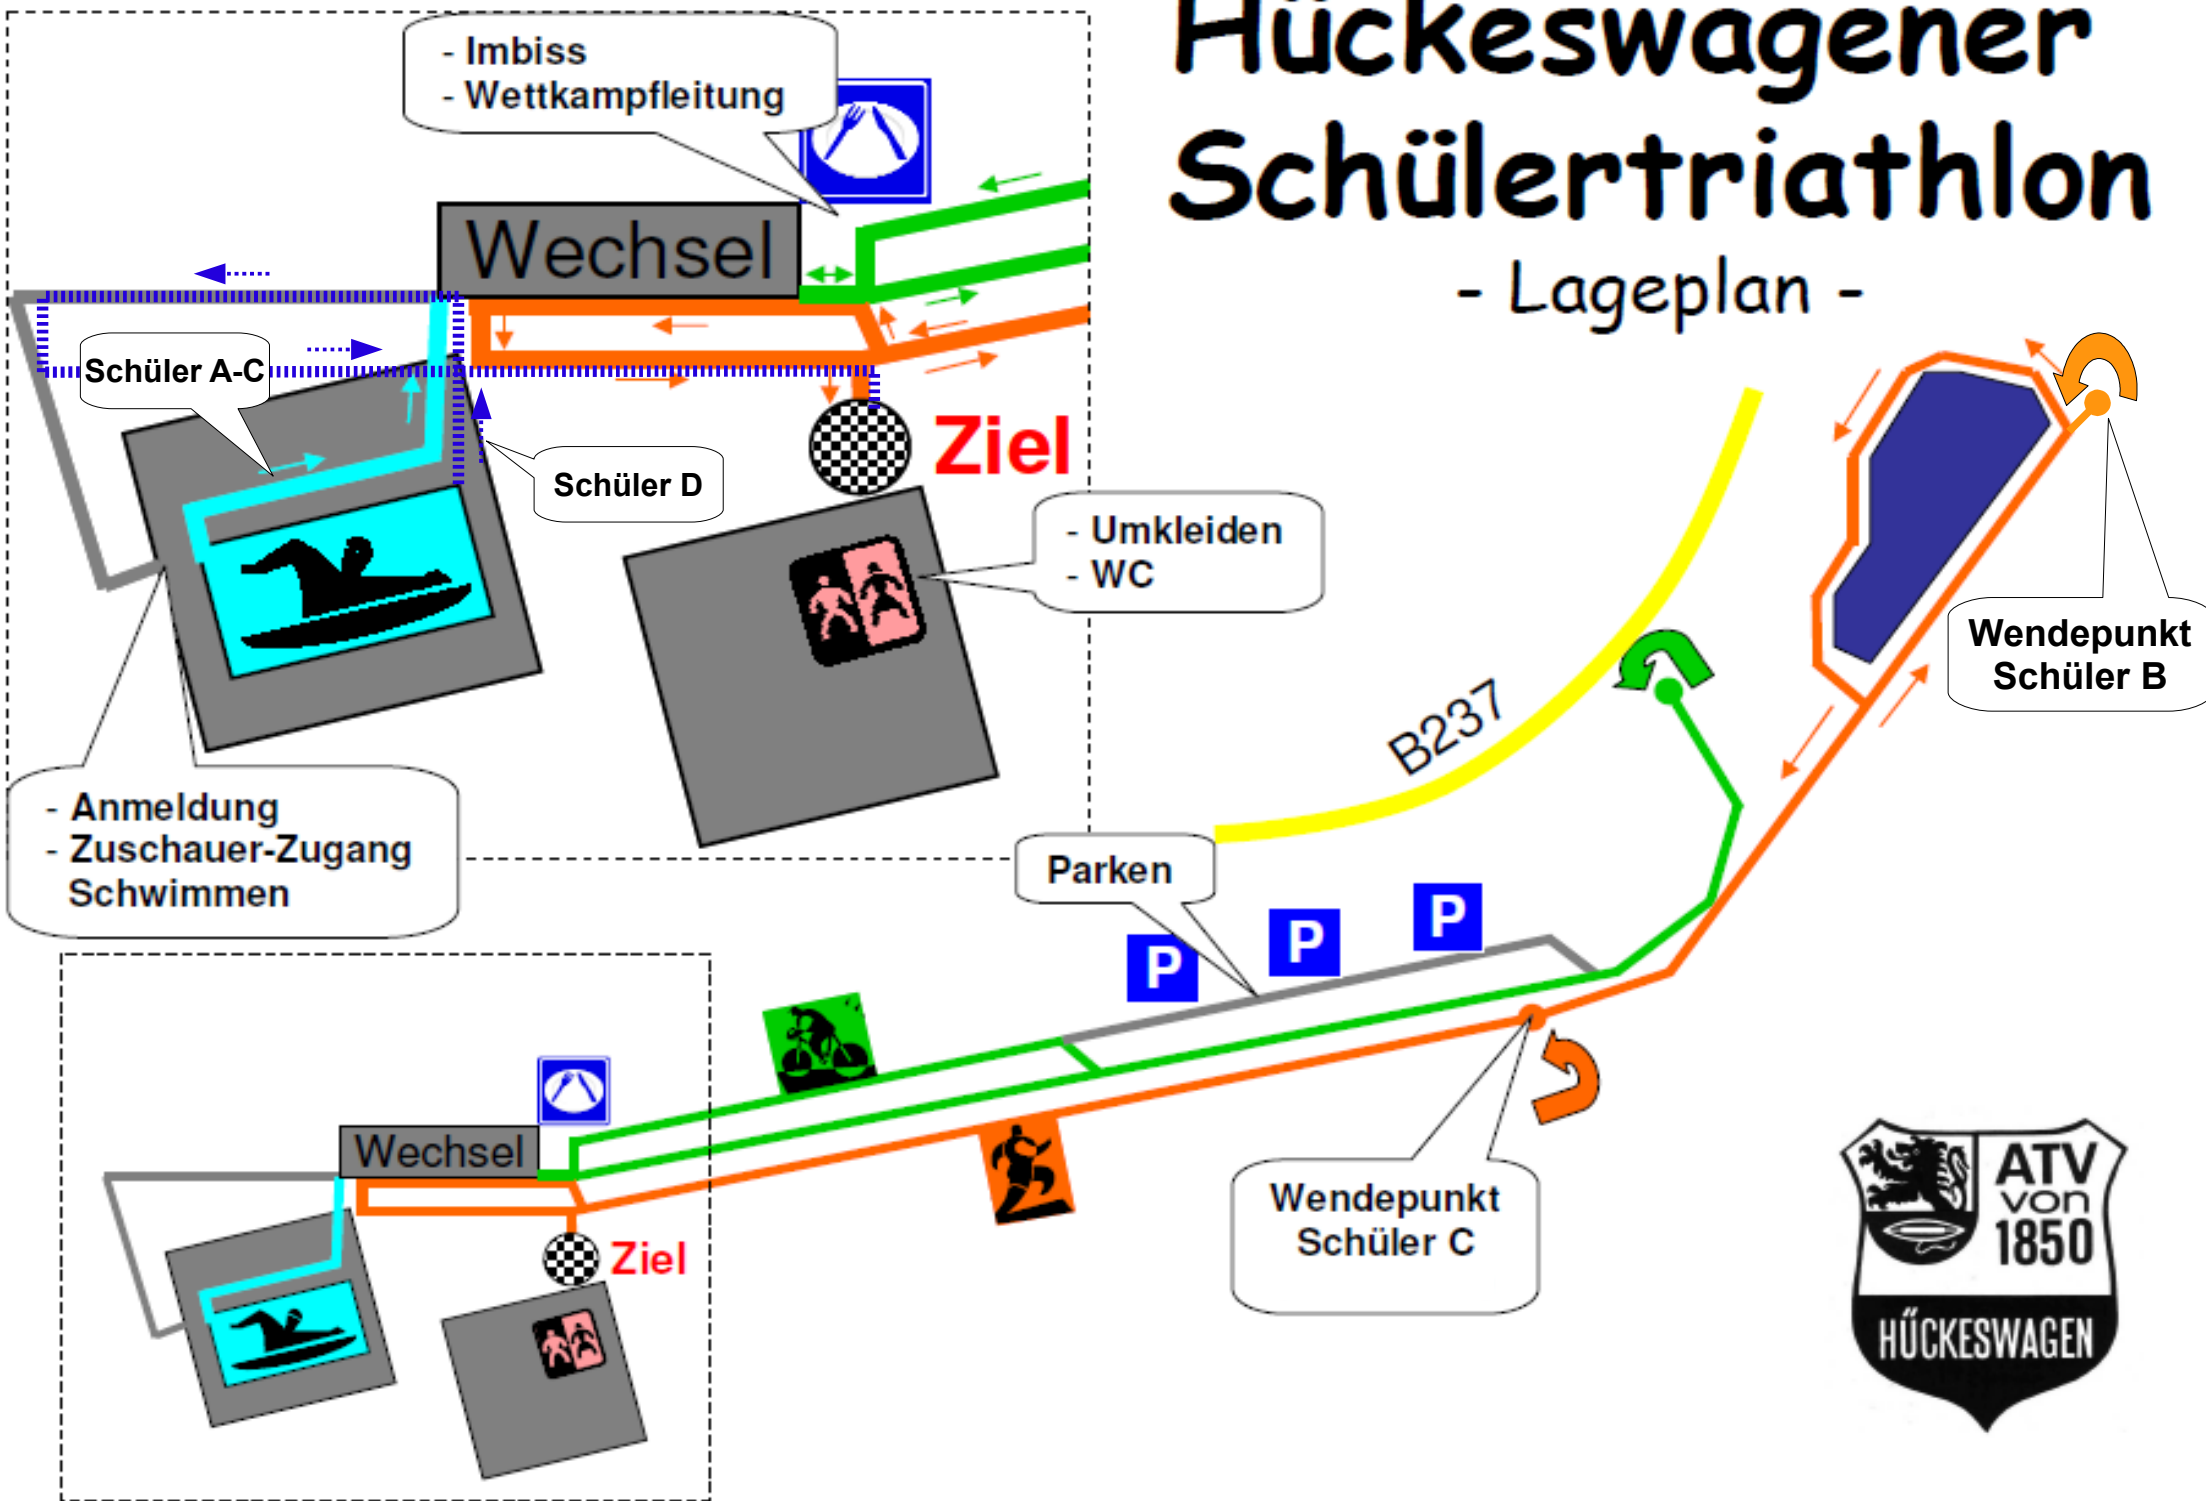 Hückeswagener
Schülertriathlon
- Lageplan -
- Imbiss
- Wettkampfleitung
Wechsel
Schüler A-C
Schüler D
Ziel
- Umkleiden
- WC
- Anmeldung
- Zuschauer-Zugang
Schwimmen
B237
Wendepunkt
Schüler B
Parken
P
P
P
Wechsel
Ziel
Wendepunkt
Schüler C
ATV
von
1850
HÜCKESWAGEN